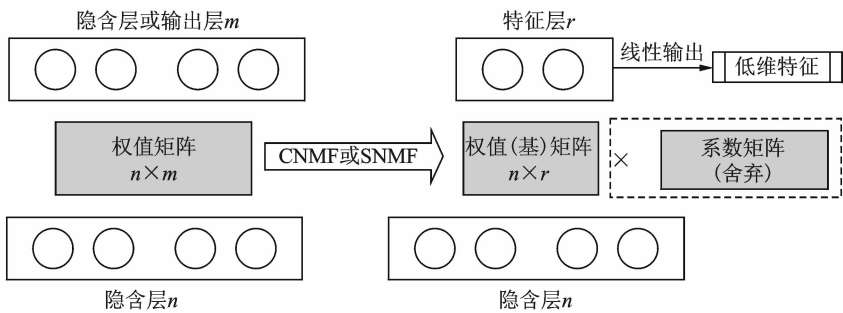 隐含层或输出层m
特征层r
线性输出
低维特征
权值矩阵
n×m
CNMF或SNMF
权值(基)矩阵
n×r
×
系数矩阵
(舍弃)
隐含层n
隐含层n